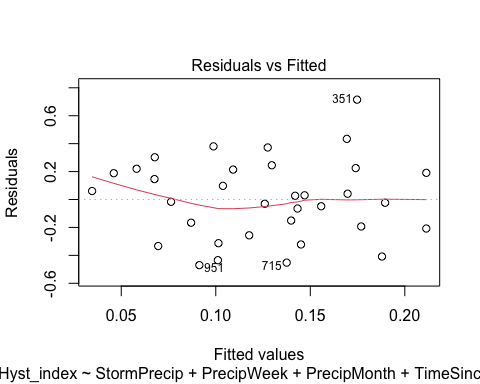 Residuals vs Fitted
Residuals
0.6
0.2
-0.2
-0.6
351
951
715
0.05
0.10
0.15
0.20
Fitted values
Hyst_index ~ StormPrecip + PrecipWeek + PrecipMonth + TimeSinc